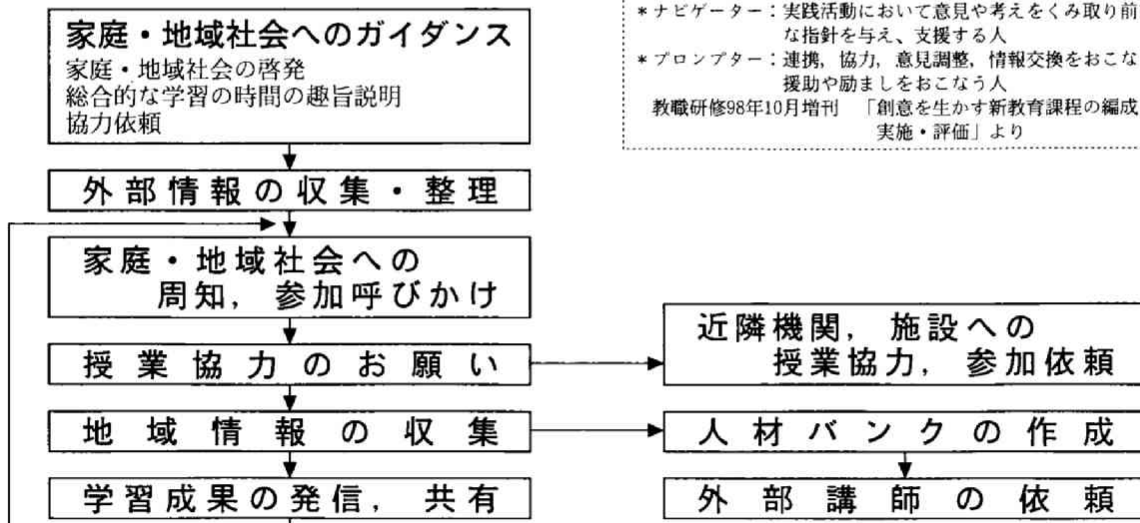 家庭・地域社会へのガイダンス
家庭・地域社会の啓発
総合的な学習の時間の趣旨説明
協力依頼
外部情報の収集・整理
家庭・地域社会への
周知，参加呼びかけ
授業協力のお願い
地域情報の収集
学習成果の発信，共有
*ナビゲーター：実践活動において意見や考えをくみ取り前
な指針を与え、支援する人
*プロンプター：連携，協力，意見調整，情報交換をおこな
援助や励ましをおこなう人
教職研修98年10月増刊　「創意を生かす新教育課程の編成
実施・評価」より
近隣機関，施設への
授業協力，参加依頼
人材バンクの作成
外部講師の依頼